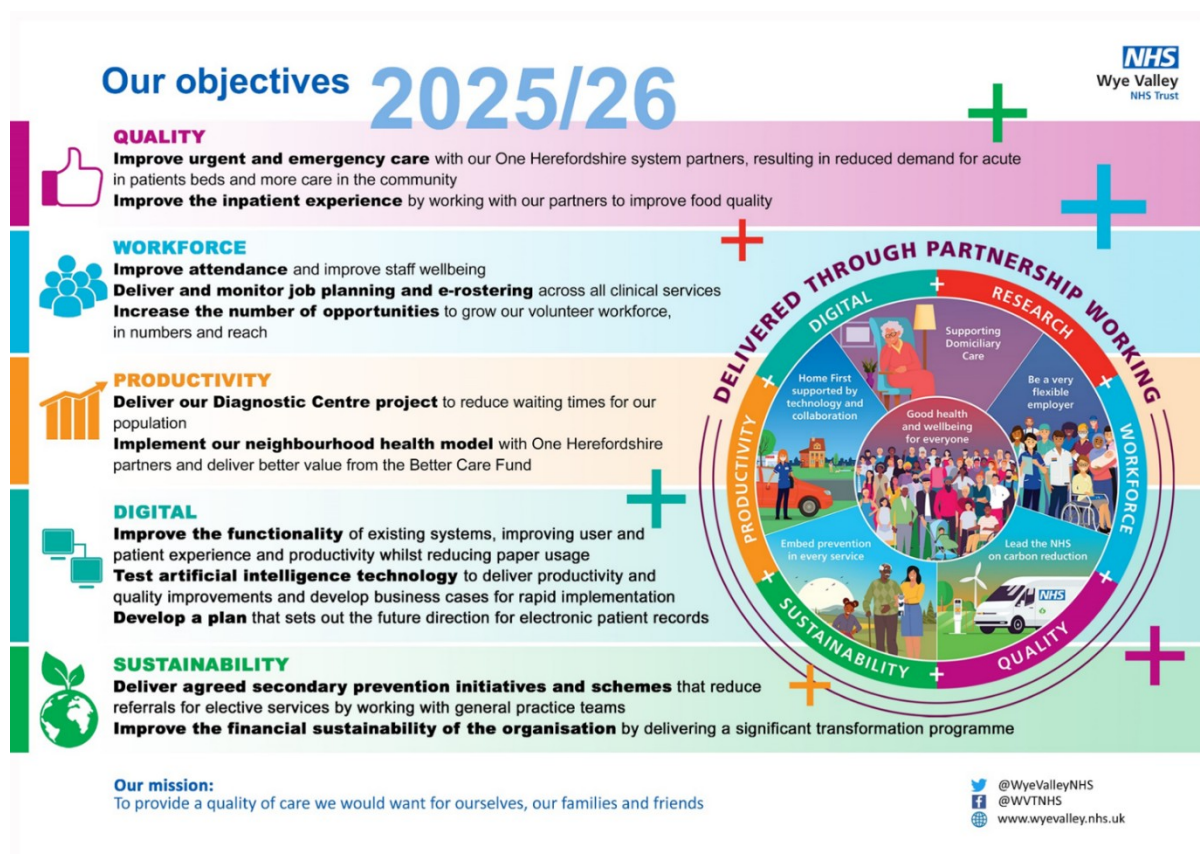 Our objectives 2025/26
NHS
Wye Valley
NHS Trust
QUALITY
Improve urgent and emergency care with our One Herefordshire system partners, resulting in reduced demand for acute
in patients beds and more care in the community
Improve the inpatient experience by working with our partners to improve food quality
WORKFORCE
Improve attendance and improve staff wellbeing
Deliver and monitor job planning and e-rostering across all clinical services
Increase the number of opportunities to grow our volunteer workforce,
in numbers and reach
PRODUCTIVITY
Deliver our Diagnostic Centre project to reduce waiting times for our
population
Implement our neighbourhood health model with One Herefordshire
partners and deliver better value from the Better Care Fund
DIGITAL
Improve the functionality of existing systems, improving user and
patient experience and productivity whilst reducing paper usage
Test artificial intelligence technology to deliver productivity and
quality improvements and develop business cases for rapid implementation
Develop a plan that sets out the future direction for electronic patient records
SUSTAINABILITY
Deliver agreed secondary prevention initiatives and schemes that reduce
referrals for elective services by working with general practice teams
Improve the financial sustainability of the organisation by delivering a significant transformation programme
DELIVERED THROUGH PARTNERSHIP WORKING
DIGITAL
RESEARCH
WORKFORCE
QUALITY
SUSTAINABILITY
PRODUCTIVITY
Supporting
Domiciliary
Care
Home First
supported by
technology and
collaboration
Be a very
flexible
employer
Good health
and wellbeing
for everyone
Embed prevention
in every service
Lead the NHS
on carbon reduction
NHS
Our mission:
To provide a quality of care we would want for ourselves, our families and friends
@WyeValleyNHS
@WVTNHS
www.wyevalley.nhs.uk